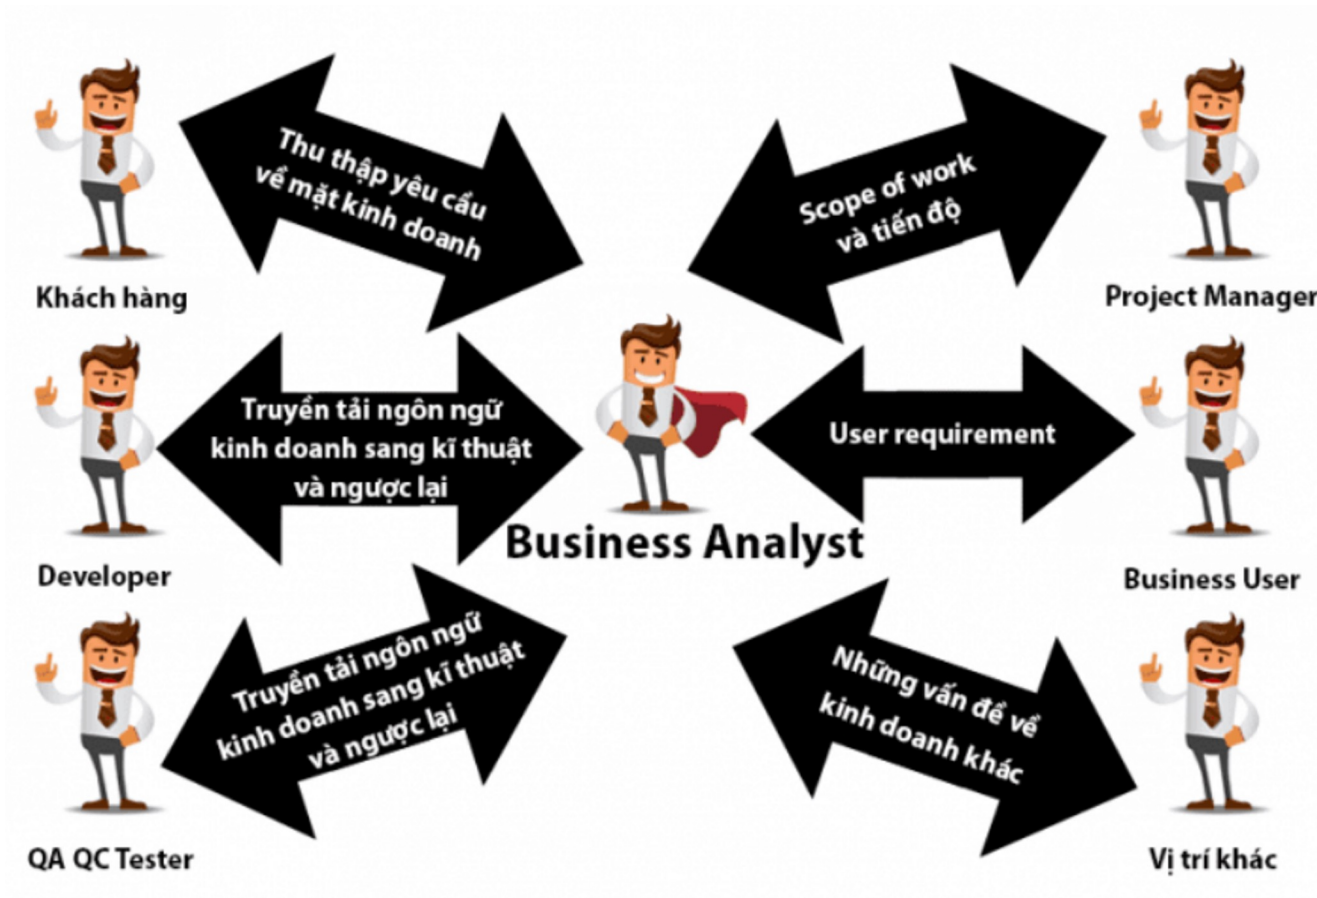 Thu thập yêu cầu
về mặt kinh doanh
Khách hàng
Scope of work
và tiến độ
Project Manager
Truyền tải ngôn ngữ
kinh doanh sang kĩ thuật
và ngược lại
Developer
Business Analyst
User requirement
Business User
Truyền tải ngôn ngữ
kinh doanh sang kĩ thuật
và ngược lại
QA QC Tester
Những vấn đề về
kinh doanh khác
Vị trí khác